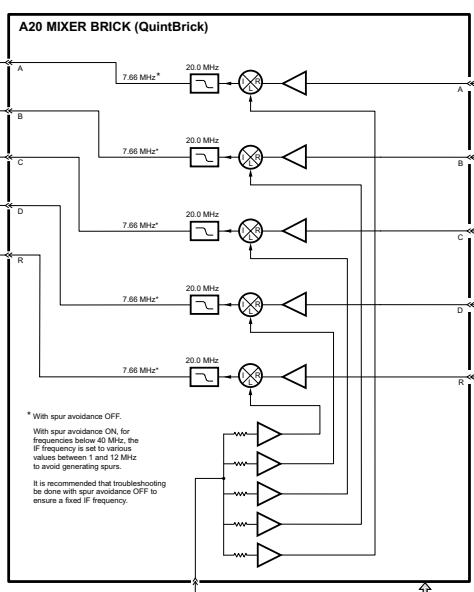 A20 MIXER BRICK (QuintBrick)
20.0 MHz
A
7.66 MHz*
I
R
L
A
20.0 MHz
B
7.66 MHz*
I
R
L
B
20.0 MHz
C
7.66 MHz*
I
R
L
C
20.0 MHz
D
7.66 MHz*
I
R
L
D
20.0 MHz
R
7.66 MHz*
I
R
L
R
* With spur avoidance OFF.
With spur avoidance ON, for
frequencies below 40 MHz, the
IF frequency is set to various
values between 1 and 12 MHz
to avoid generating spurs.
It is recommended that troubleshooting
be done with spur avoidance OFF to
ensure a fixed IF frequency.